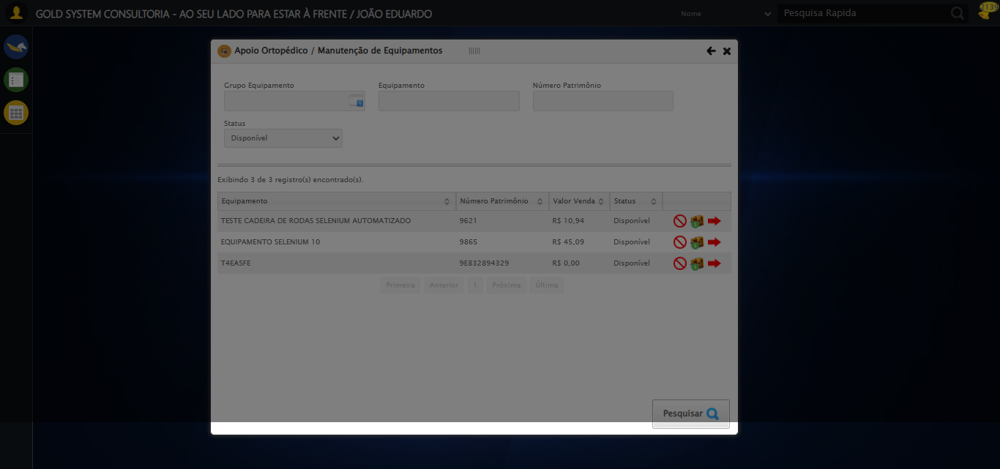 GOLD SYSTEM CONSULTORIA - AO SEU LADO PARA ESTAR À FRENTE / JOÃO EDUARDO
Nome
Pesquisa Rapida
2139
Apoio Ortopédico / Manutenção de Equipamentos
Grupo Equipamento
Equipamento
Número Patrimônio
Status
Disponível
Exibindo 3 de 3 registro(s) encontrado(s).
Equipamento Número Patrimônio Valor Venda Status
TESTE CADEIRA DE RODAS SELENIUM AUTOMATIZADO 9621 R$ 10,94 Disponível
EQUIPAMENTO SELENIUM 10 9865 R$ 45,09 Disponível
T4EASFE 9E832894329 R$ 0,00 Disponível
Primeira Anterior 1 Próxima Última
Pesquisar